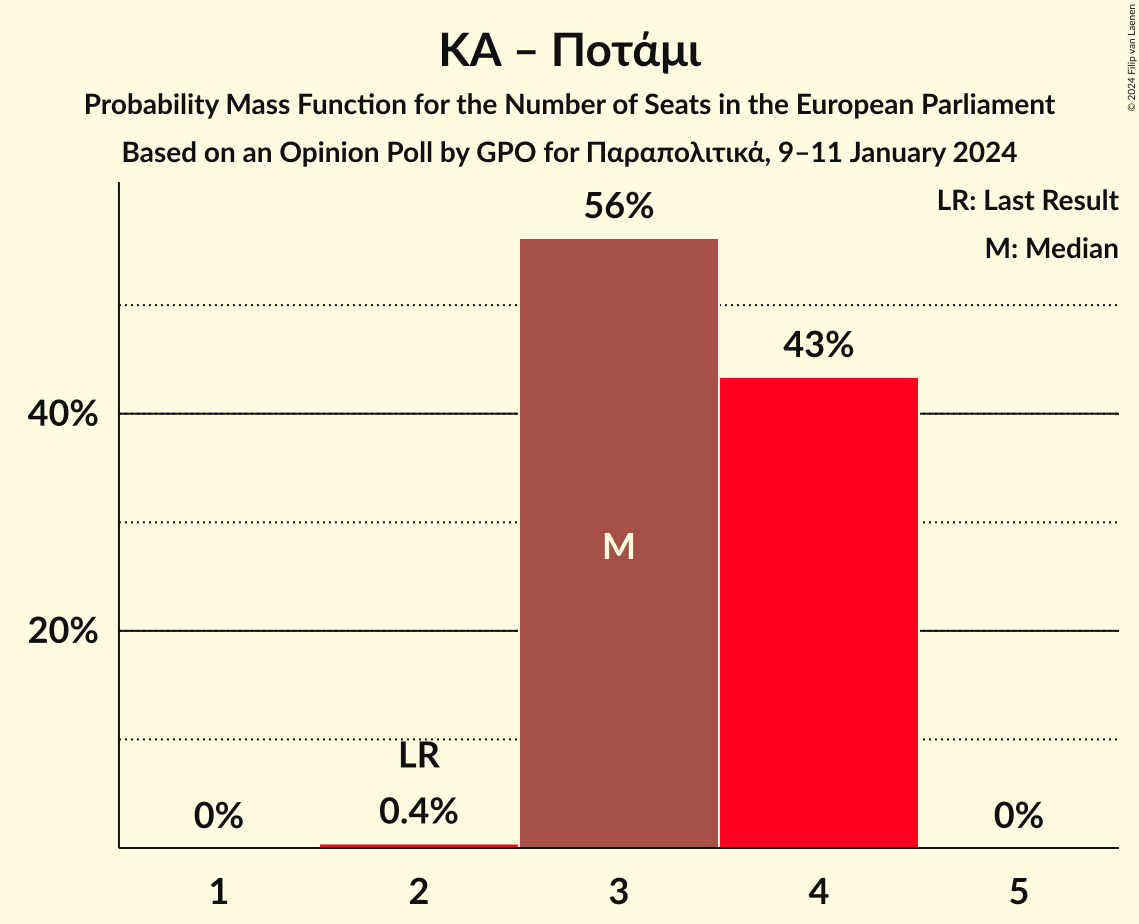 ΚΑ – Ποτάμι
Probability Mass Function for the Number of Seats in the European Parliament
Based on an Opinion Poll by GPO for Παραπολιτικά, 9–11 January 2024
© 2024 Filip van Laenen
LR: Last Result
M: Median
56%
43%
40%
M
20%
LR
0%
0.4%
0%
1
2
3
4
5